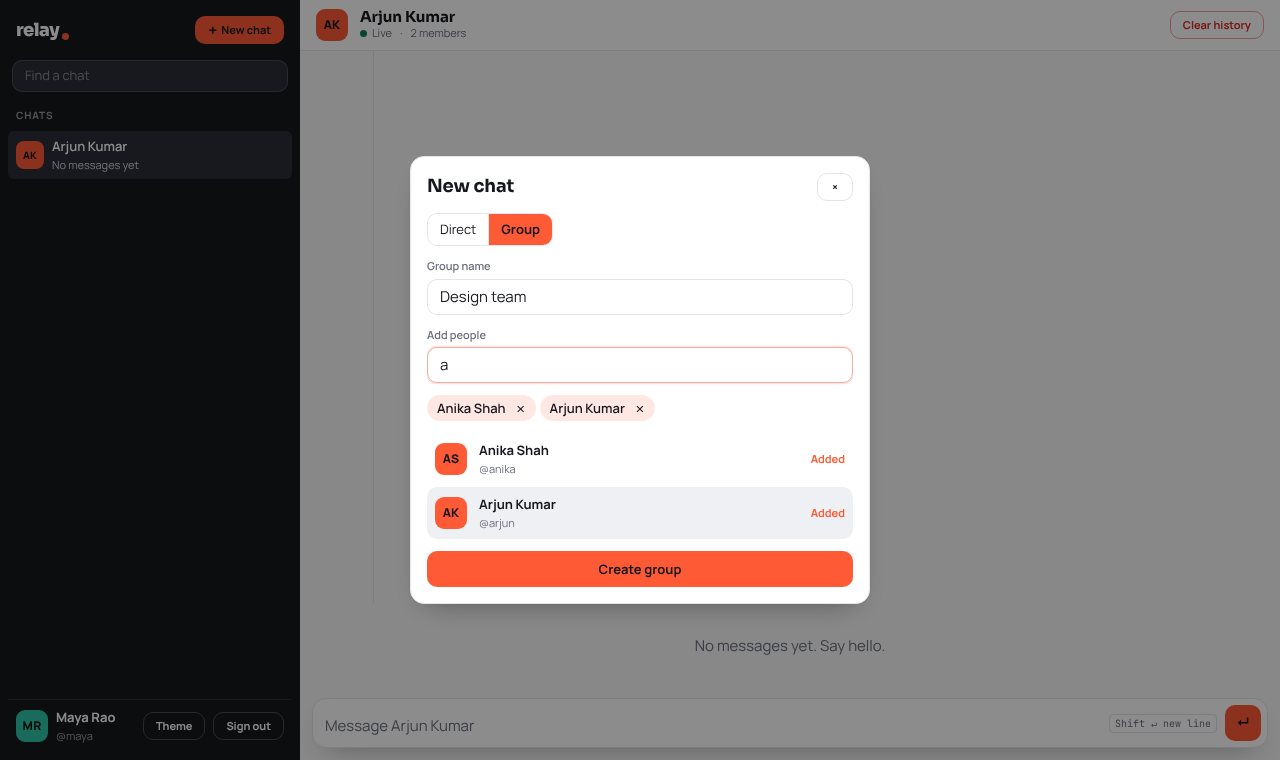 relay.
+ New chat
Find a chat
CHATS
AK
Arjun Kumar
No messages yet
MR
Maya Rao
@maya
Theme
Sign out
AK
Arjun Kumar
Live · 2 members
Clear history
New chat
×
Direct
Group
Group name
Design team
Add people
a
Anika Shah ×
Arjun Kumar ×
AS
Anika Shah
@anika
Added
AK
Arjun Kumar
@arjun
Added
Create group
No messages yet. Say hello.
Message Arjun Kumar
Shift ↵ new line
↵